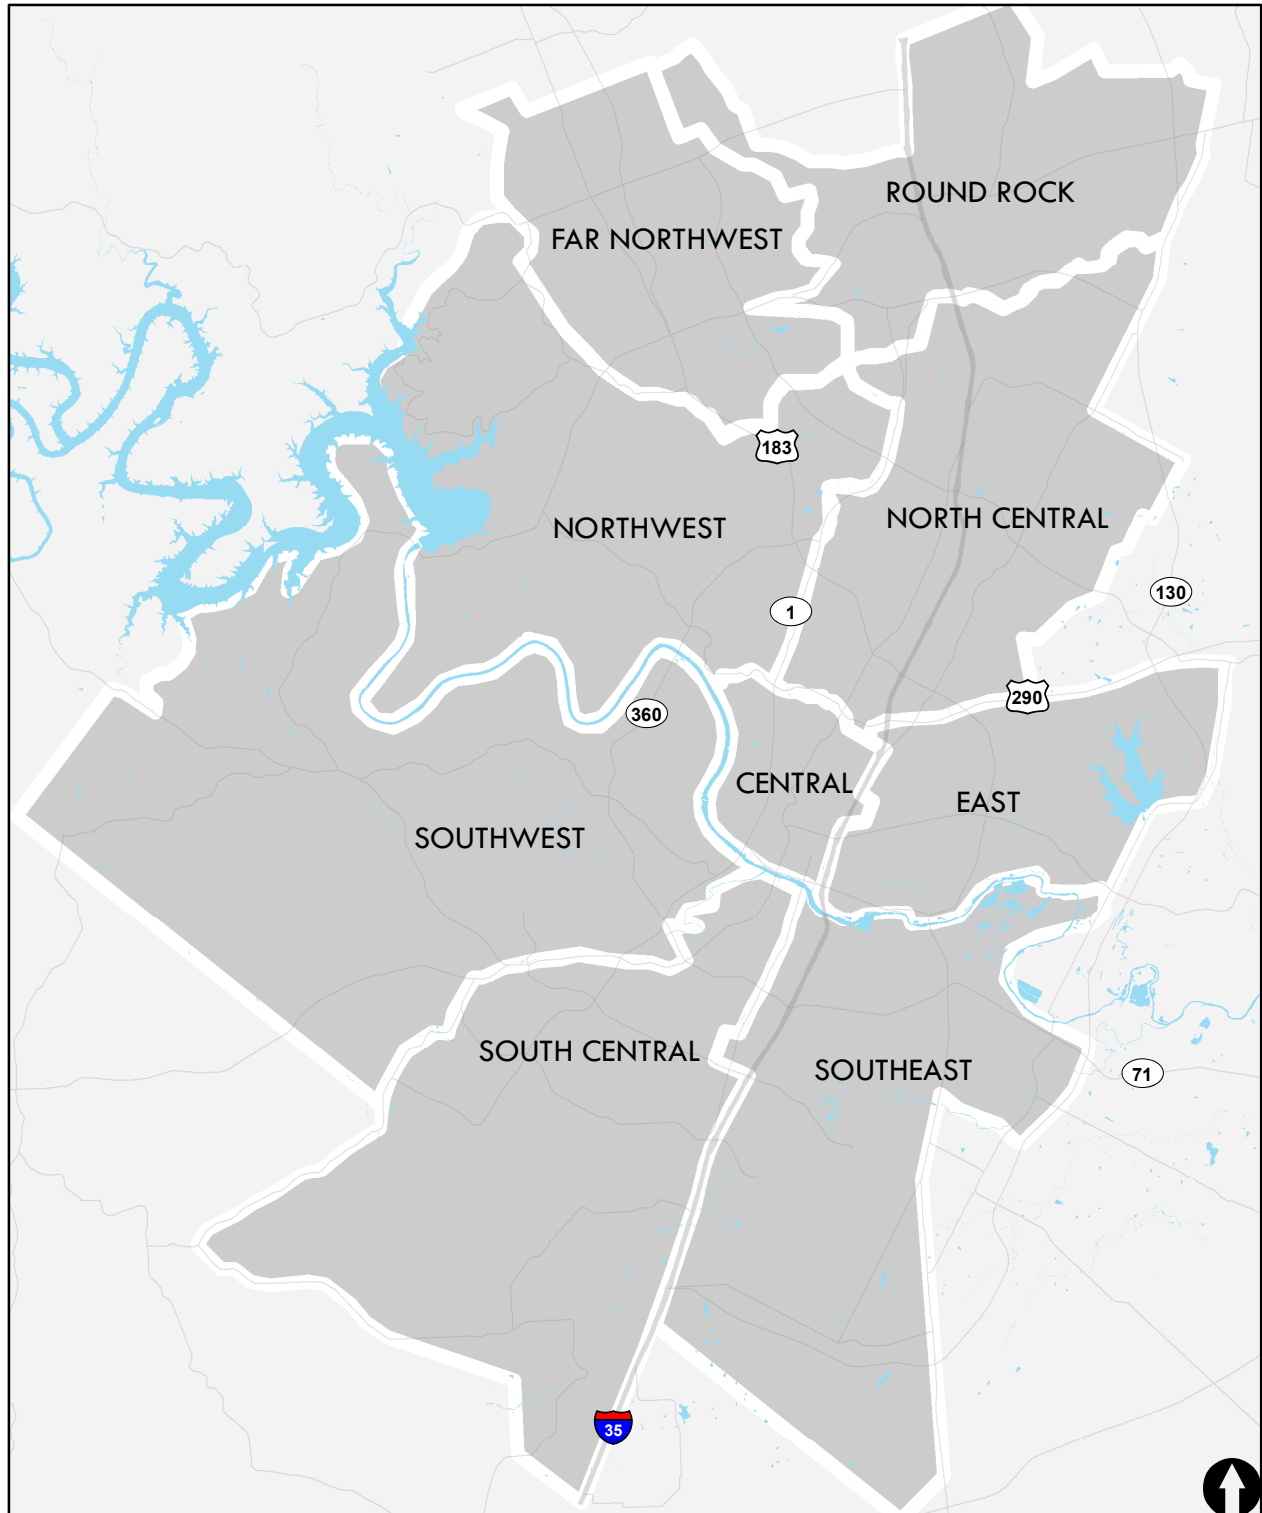 ROUND ROCK
FAR NORTHWEST
183
NORTHWEST
NORTH CENTRAL
130
1
290
360
CENTRAL
EAST
SOUTHWEST
SOUTH CENTRAL
SOUTHEAST
71
35